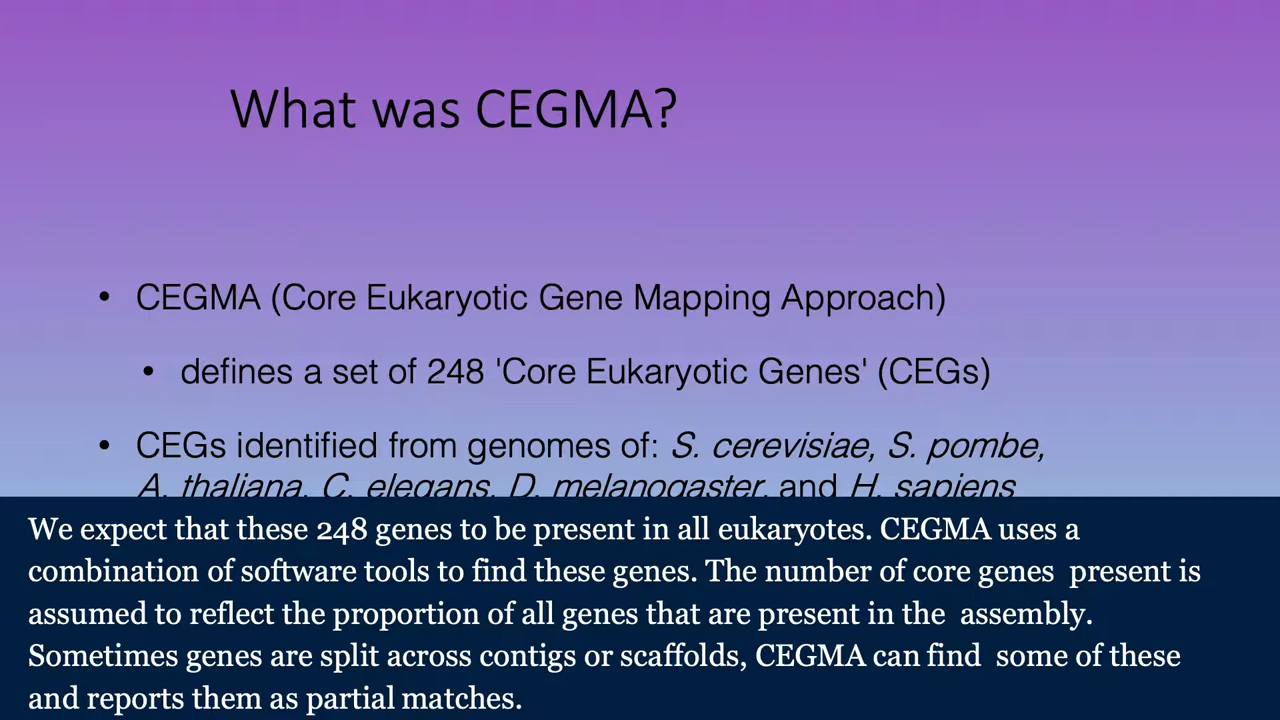 What was CEGMA?
• CEGMA (Core Eukaryotic Gene Mapping Approach)
• defines a set of 248 'Core Eukaryotic Genes' (CEGs)
• CEGs identified from genomes of: S. cerevisiae, S. pombe,
A. thaliana, C. elegans, D. melanogaster, and H. sapiens
We expect that these 248 genes to be present in all eukaryotes. CEGMA uses a
combination of software tools to find these genes. The number of core genes present is
assumed to reflect the proportion of all genes that are present in the assembly.
Sometimes genes are split across contigs or scaffolds, CEGMA can find some of these
and reports them as partial matches.